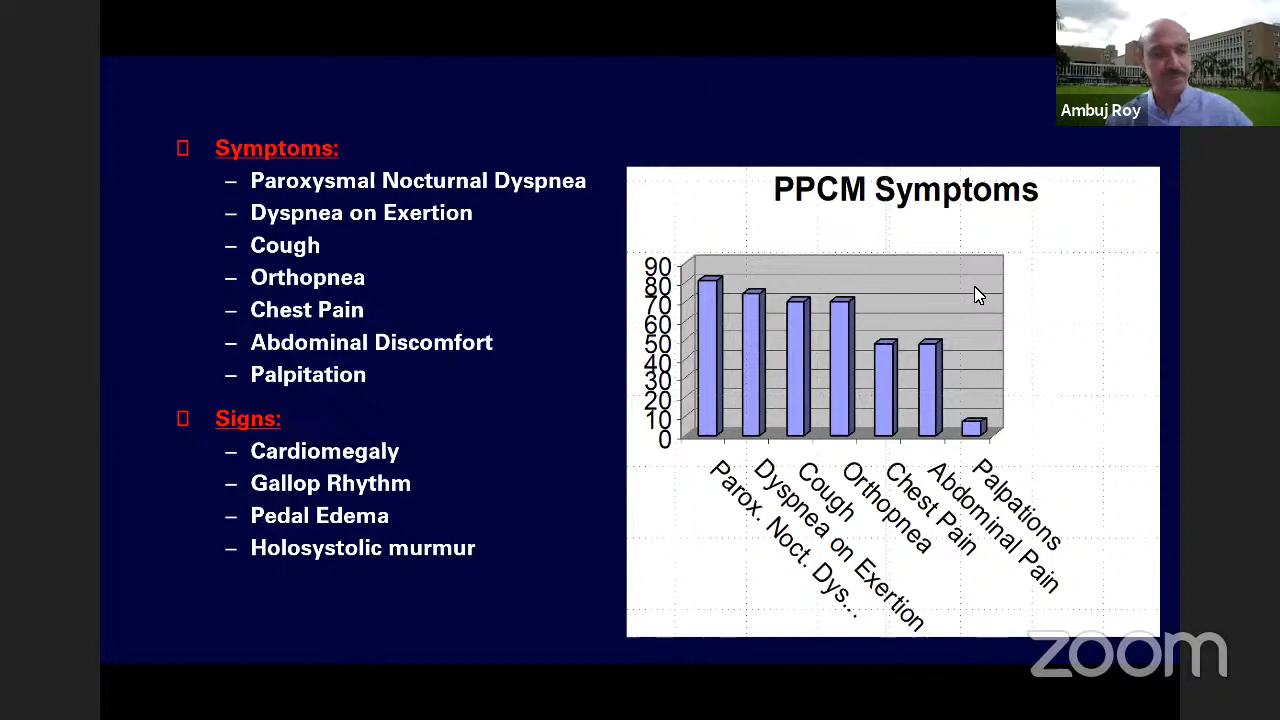 Ambuj Roy
Symptoms:
– Paroxysmal Nocturnal Dyspnea
– Dyspnea on Exertion
– Cough
– Orthopnea
– Chest Pain
– Abdominal Discomfort
– Palpitation
Signs:
– Cardiomegaly
– Gallop Rhythm
– Pedal Edema
– Holosystolic murmur
PPCM Symptoms
90
80
70
60
50
40
30
20
10
0
Parox. Noct. Dys...
Dyspnea on Exertion
Cough
Orthopnea
Chest Pain
Abdominal Pain
Palpations
zoom